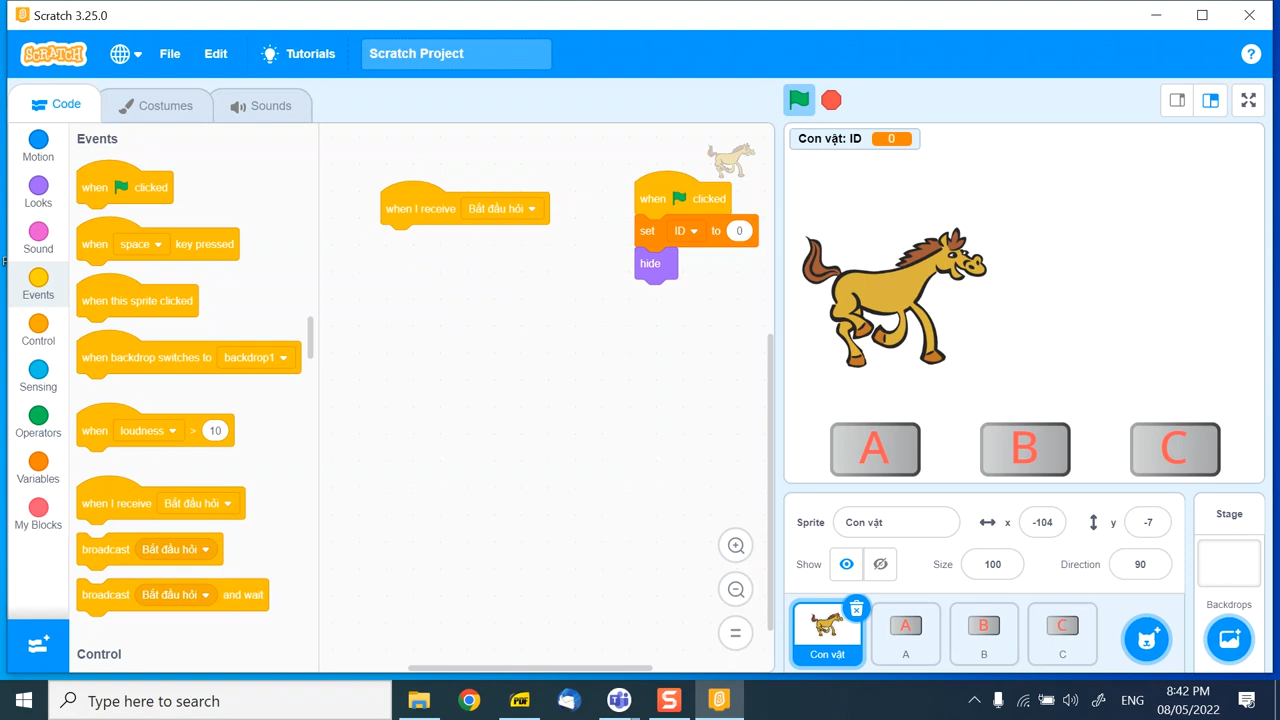 Scratch 3.25.0
SCRATCH
File
Edit
Tutorials
Scratch Project
?
Code
Costumes
Sounds
Motion
Looks
Sound
Events
Control
Sensing
Operators
Variables
My Blocks
Events
when clicked
when space key pressed
when this sprite clicked
when backdrop switches to backdrop1
when loudness > 10
when I receive Bắt đầu hỏi
broadcast Bắt đầu hỏi
broadcast Bắt đầu hỏi and wait
Control
when I receive Bắt đầu hỏi
when clicked
set ID to 0
hide
Con vật: ID 0
A B C
Sprite Con vật x -104 y -7
Show Size 100 Direction 90
Con vật
A A
B B
C C
Stage
Backdrops
Type here to search
PDF
S
ENG
8:42 PM
08/05/2022